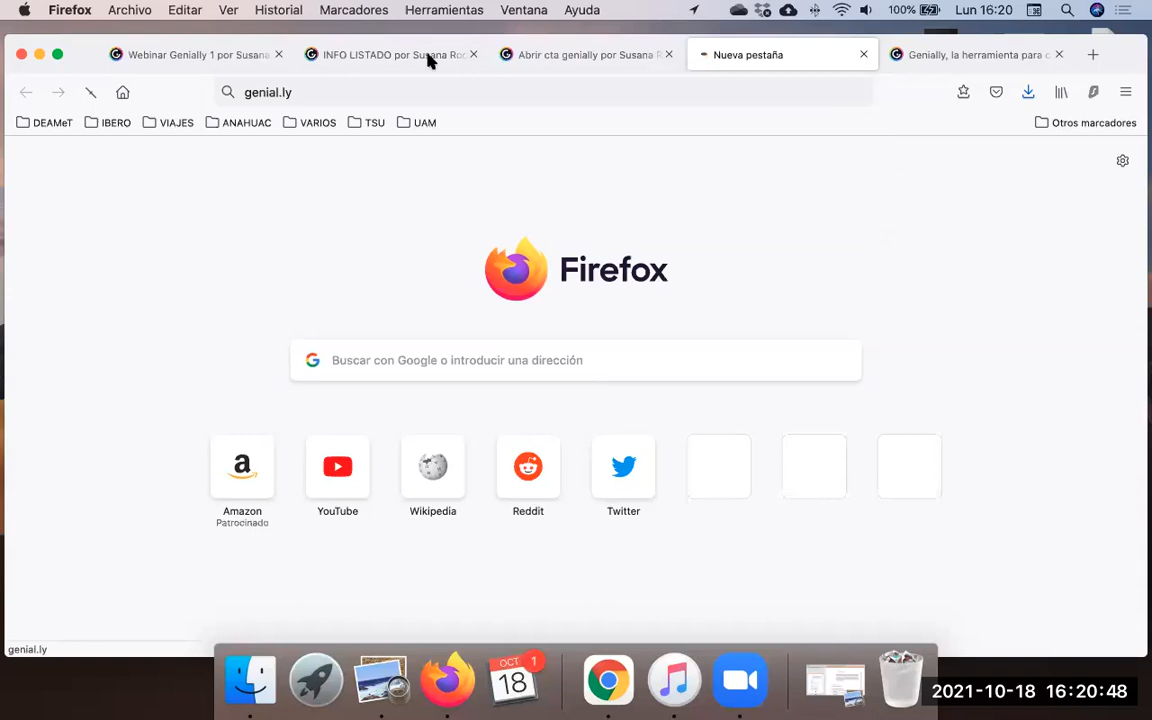 Firefox Archivo Editar Ver Historial Marcadores Herramientas Ventana Ayuda 100% Lun 16:20
Webinar Genially 1 por Susana INFO LISTADO por Susana Roc Abrir cta genially por Susana R Nueva pestaña Genially, la herramienta para c
genial.ly
DEAMeT IBERO VIAJES ANAHUAC VARIOS TSU UAM Otros marcadores
Firefox
Buscar con Google o introducir una dirección
Amazon YouTube Wikipedia Reddit Twitter
Patrocinado
genial.ly
OCT 1
18
2021-10-18 16:20:48